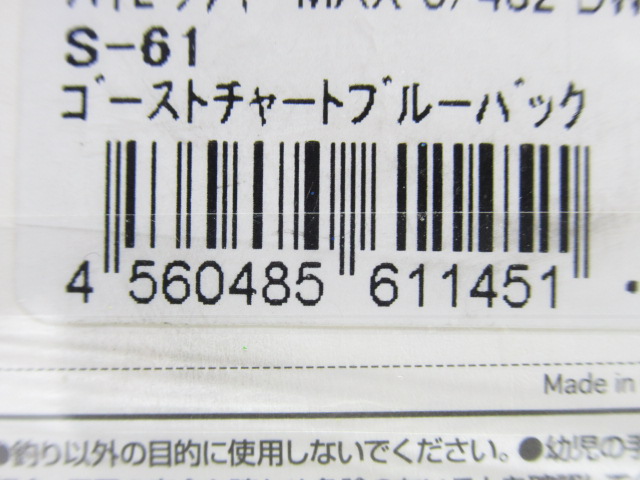 MAX
S-61
ｺﾞｰｽﾄﾁｬｰﾄﾌﾞﾙｰﾊﾞｯｸ
4 560485 611451
Made in
●釣り以外の目的に使用しないでください。●幼児の手